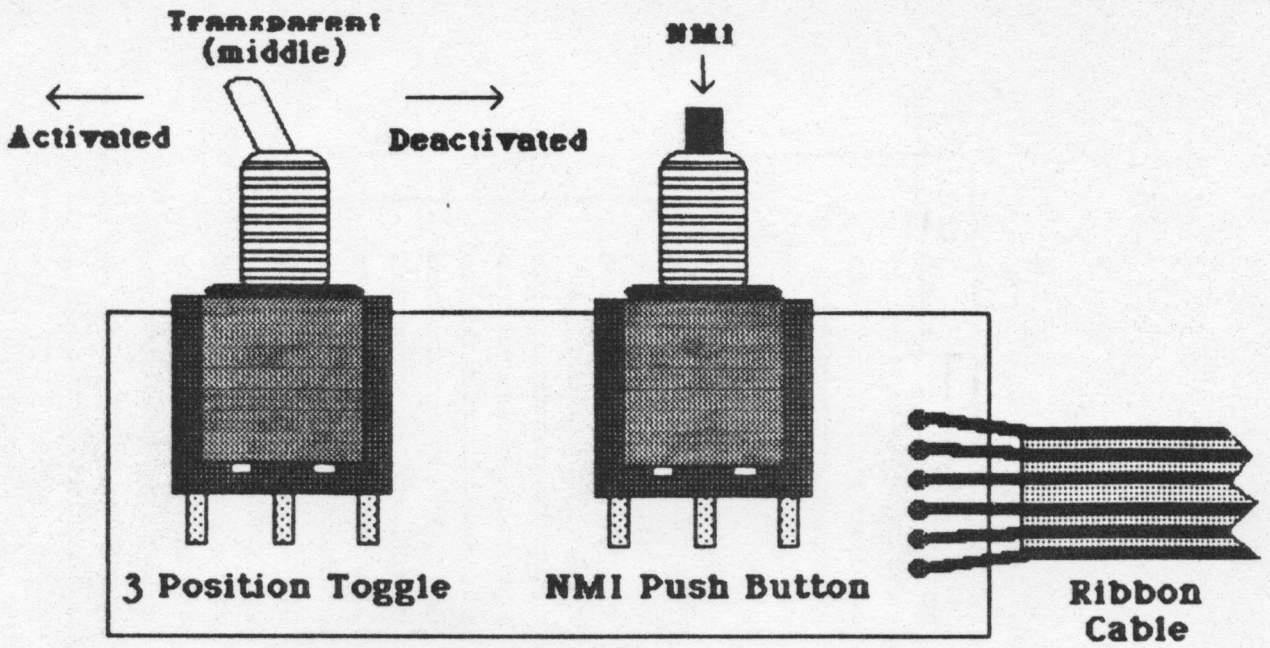 Transparent
(middle)
NMI
Activated
Deactivated
3 Position Toggle
NMI Push Button
Ribbon
Cable